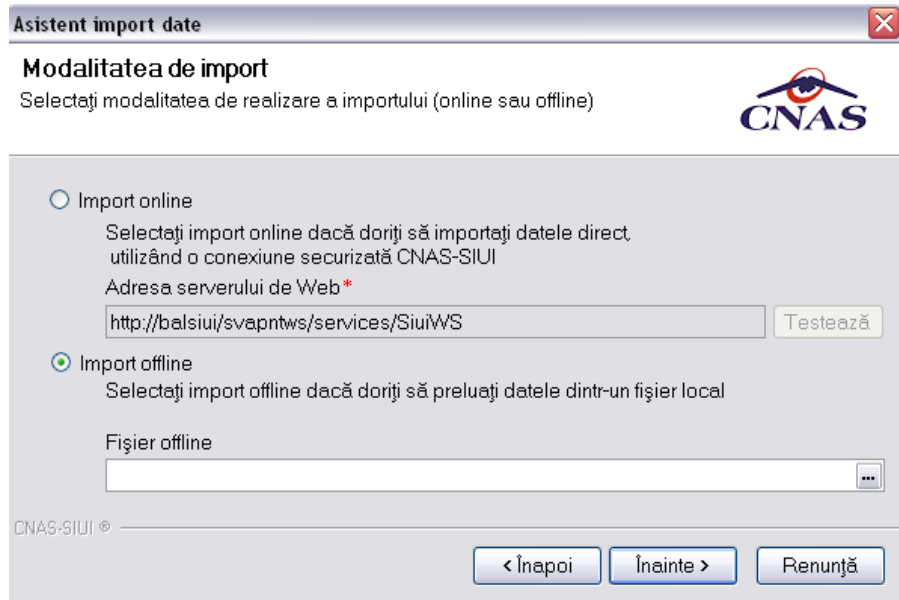 Asistent import date
Modalitatea de import
Selectaţi modalitatea de realizare a importului (online sau offline)
CNAS
Import online
Selectaţi import online dacă doriţi să importaţi datele direct,
utilizând o conexiune securizată CNAS-SIUI
Adresa serverului de Web*
http://balsiui/svapntws/services/SiuiWS
Testează
Import offline
Selectaţi import offline dacă doriţi să preluaţi datele dintr-un fişier local
Fişier offline
...
CNAS-SIUI ®
< Înapoi
Înainte >
Renunţă